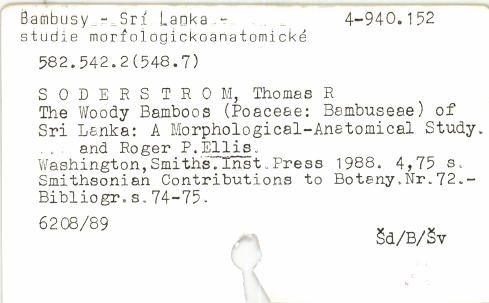 Bambusy - Srí Lanka - 4-940.152
studie morfologickoanatomické
582.542.2(548.7)
S O D E R S T R O M, Thomas R
The Woody Bamboos (Poaceae: Bambuseae) of
Sri Lanka: A Morphological-Anatomical Study.
... and Roger P.Ellis.
Washington,Smiths.Inst.Press 1988. 4,75 s.
Smithsonian Contributions to Botany.Nr.72.-
Bibliogr.s.74-75.
6208/89
Šd/B/Šv